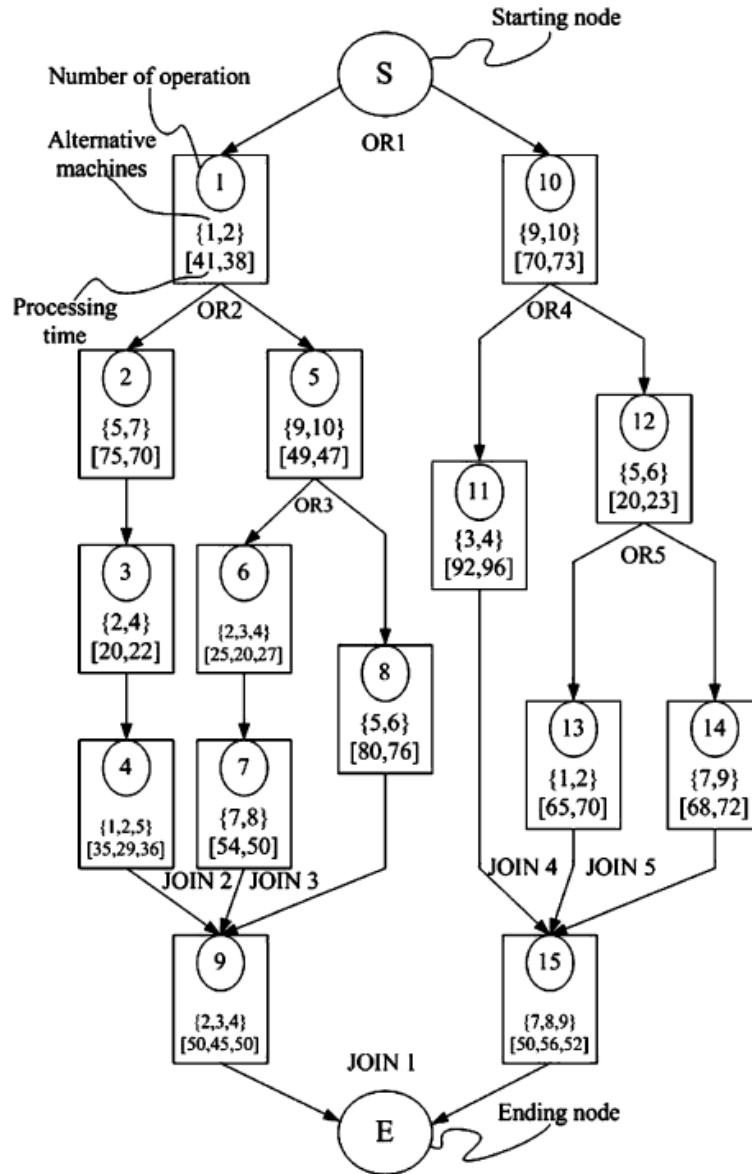 Starting node
S
Number of operation
OR1
Alternative
machines
1
{1,2}
[41,38]
10
{9,10}
[70,73]
Processing
time
OR2
OR4
2
{5,7}
[75,70]
5
{9,10}
[49,47]
12
{5,6}
[20,23]
11
{3,4}
[92,96]
OR3
OR5
3
{2,4}
[20,22]
6
{2,3,4}
[25,20,27]
8
{5,6}
[80,76]
13
{1,2}
[65,70]
14
{7,9}
[68,72]
4
{1,2,5}
[35,29,36]
7
{7,8}
[54,50]
JOIN 2
JOIN 3
JOIN 4
JOIN 5
9
{2,3,4}
[50,45,50]
15
{7,8,9}
[50,56,52]
JOIN 1
E
Ending node